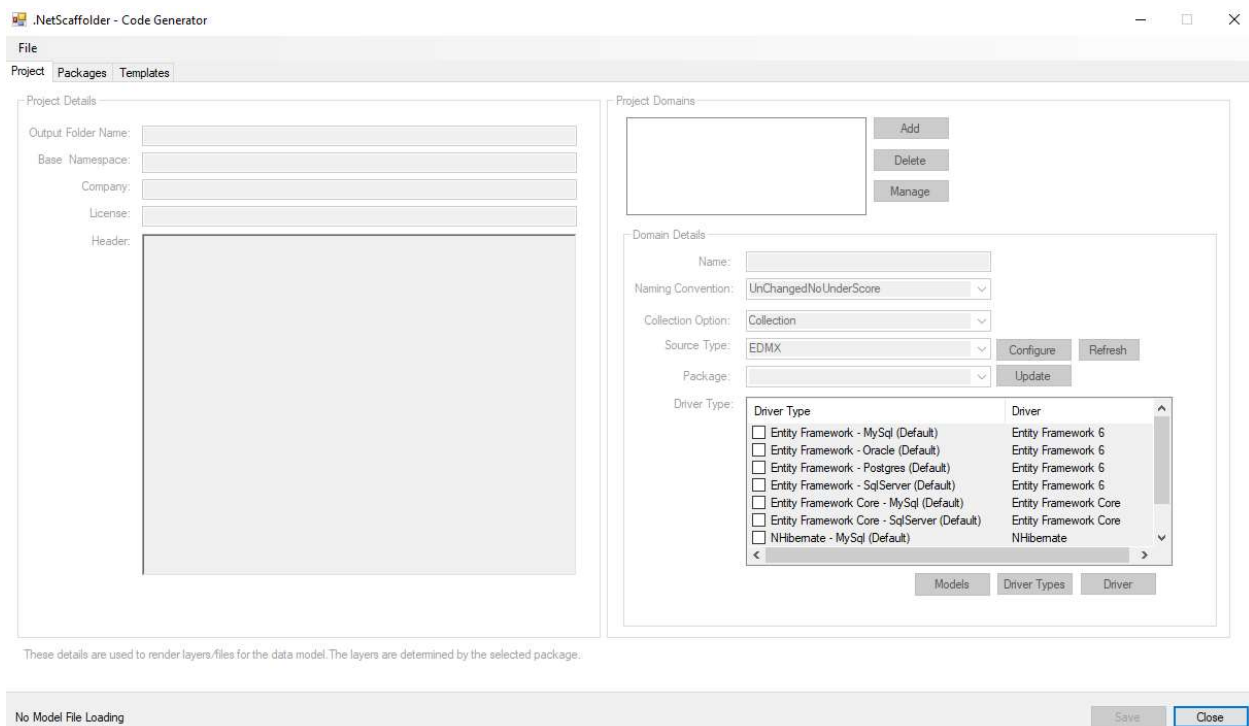 .NetScaffolder - Code Generator
File
Project Packages Templates
Project Details
Output Folder Name:
Base Namespace:
Company:
License:
Header:
Project Domains
Add
Delete
Manage
Domain Details
Name:
Naming Convention: UnChangedNoUnderScore
Collection Option: Collection
Source Type: EDMX Configure Refresh
Package: Update
Driver Type: Driver Type Driver
Entity Framework - MySql (Default) Entity Framework 6
Entity Framework - Oracle (Default) Entity Framework 6
Entity Framework - Postgres (Default) Entity Framework 6
Entity Framework - SqlServer (Default) Entity Framework 6
Entity Framework Core - MySql (Default) Entity Framework Core
Entity Framework Core - SqlServer (Default) Entity Framework Core
NHibernate - MySql (Default) NHibernate
Models Driver Types Driver
These details are used to render layers/files for the data model.The layers are determined by the selected package.
No Model File Loading Save Close